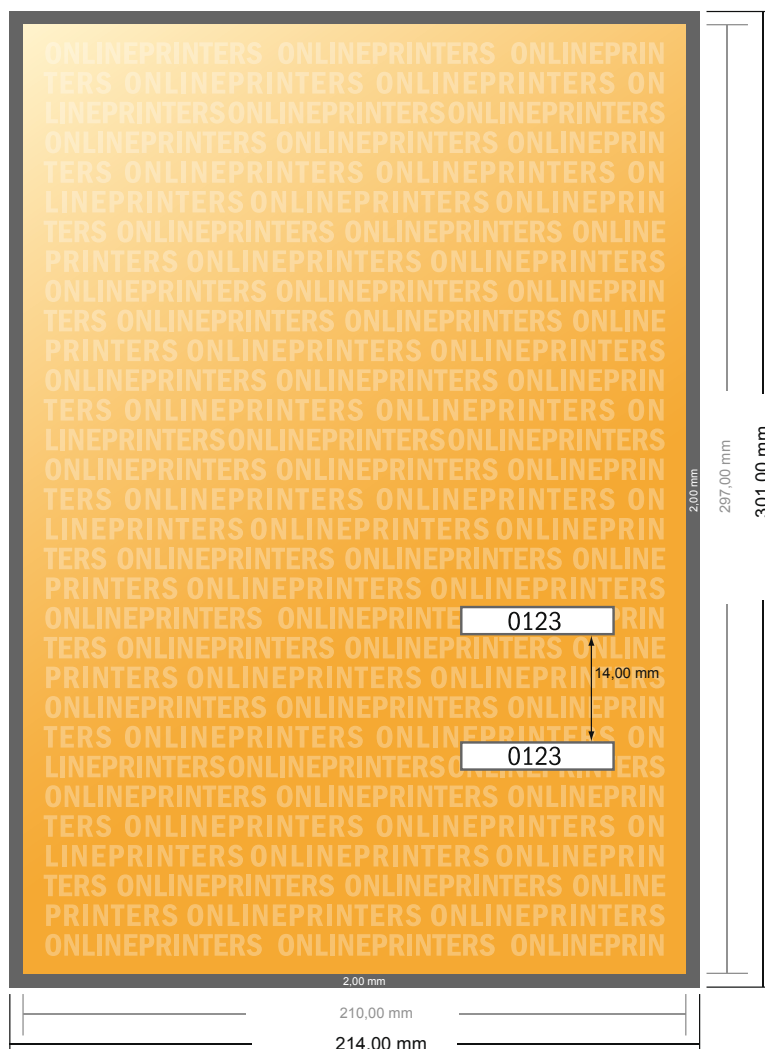 ONLINEPRINTERS ONLINEPRINTERS ONLINEPRIN
TERS ONLINEPRINTERS ONLINEPRINTERS ON
LINEPRINTERSONLINEPRINTERSONLINEPRINTERS
ONLINEPRINTERS ONLINEPRINTERS ONLINEPRIN
TERS ONLINEPRINTERS ONLINEPRINTERS ON
LINEPRINTERS ONLINEPRINTERS ONLINEPRIN
TERS ONLINEPRINTERS ONLINEPRINTERS ONLINE
PRINTERS ONLINEPRINTERS ONLINEPRINTERS
ONLINEPRINTERS ONLINEPRINTERS ONLINEPRIN
TERS ONLINEPRINTERS ONLINEPRINTERS ONLINE
PRINTERS ONLINEPRINTERS ONLINEPRINTERS
ONLINEPRINTERS ONLINEPRINTERS ONLINEPRIN
TERS ONLINEPRINTERS ONLINEPRINTERS ON
LINEPRINTERSONLINEPRINTERSONLINEPRINTERS
ONLINEPRINTERS ONLINEPRINTERS ONLINEPRIN
TERS ONLINEPRINTERS ONLINEPRINTERS ON
LINEPRINTERS ONLINEPRINTERS ONLINEPRIN
TERS ONLINEPRINTERS ONLINEPRINTERS ONLINE
PRINTERS ONLINEPRINTERS ONLINEPRINTERS
ONLINEPRINTERS ONLINEPRINTE 0123 PRIN
TERS ONLINEPRINTERS ONLINEPRINTERS ONLINE
PRINTERS ONLINEPRINTERS ONLINEPRINTERS
14,00 mm
ONLINEPRINTERS ONLINEPRINTERS ONLINEPRIN
TERS ONLINEPRINTERS ONLINEPRINTERS ON
LINEPRINTERSONLINEPRINTERSO 0123 ERS
ONLINEPRINTERS ONLINEPRINTERS ONLINEPRIN
TERS ONLINEPRINTERS ONLINEPRINTERS ON
LINEPRINTERS ONLINEPRINTERS ONLINEPRIN
TERS ONLINEPRINTERS ONLINEPRINTERS ONLINE
PRINTERS ONLINEPRINTERS ONLINEPRINTERS
ONLINEPRINTERS ONLINEPRINTERS ONLINEPRIN
2,00 mm
2,00 mm
297,00 mm
301,00 mm
210,00 mm
214,00 mm